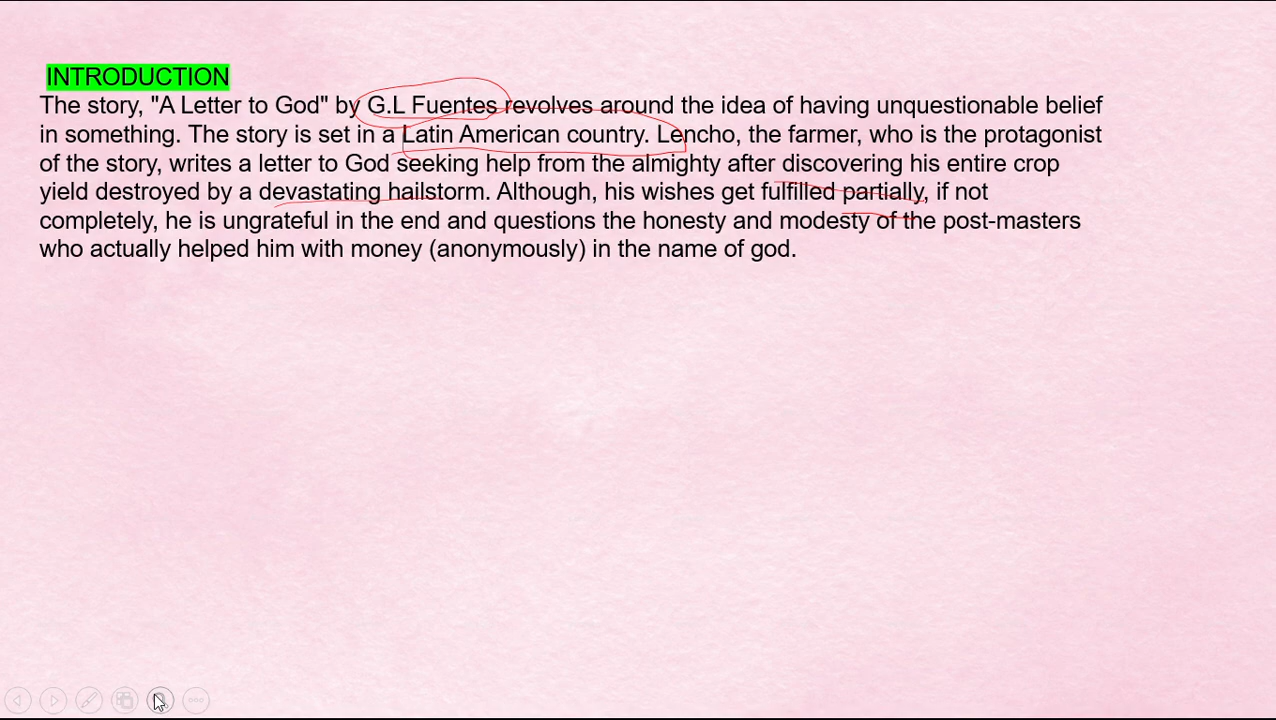 INTRODUCTION
The story, "A Letter to God" by G.L Fuentes revolves around the idea of having unquestionable belief
in something. The story is set in a Latin American country. Lencho, the farmer, who is the protagonist
of the story, writes a letter to God seeking help from the almighty after discovering his entire crop
yield destroyed by a devastating hailstorm. Although, his wishes get fulfilled partially, if not
completely, he is ungrateful in the end and questions the honesty and modesty of the post-masters
who actually helped him with money (anonymously) in the name of god.